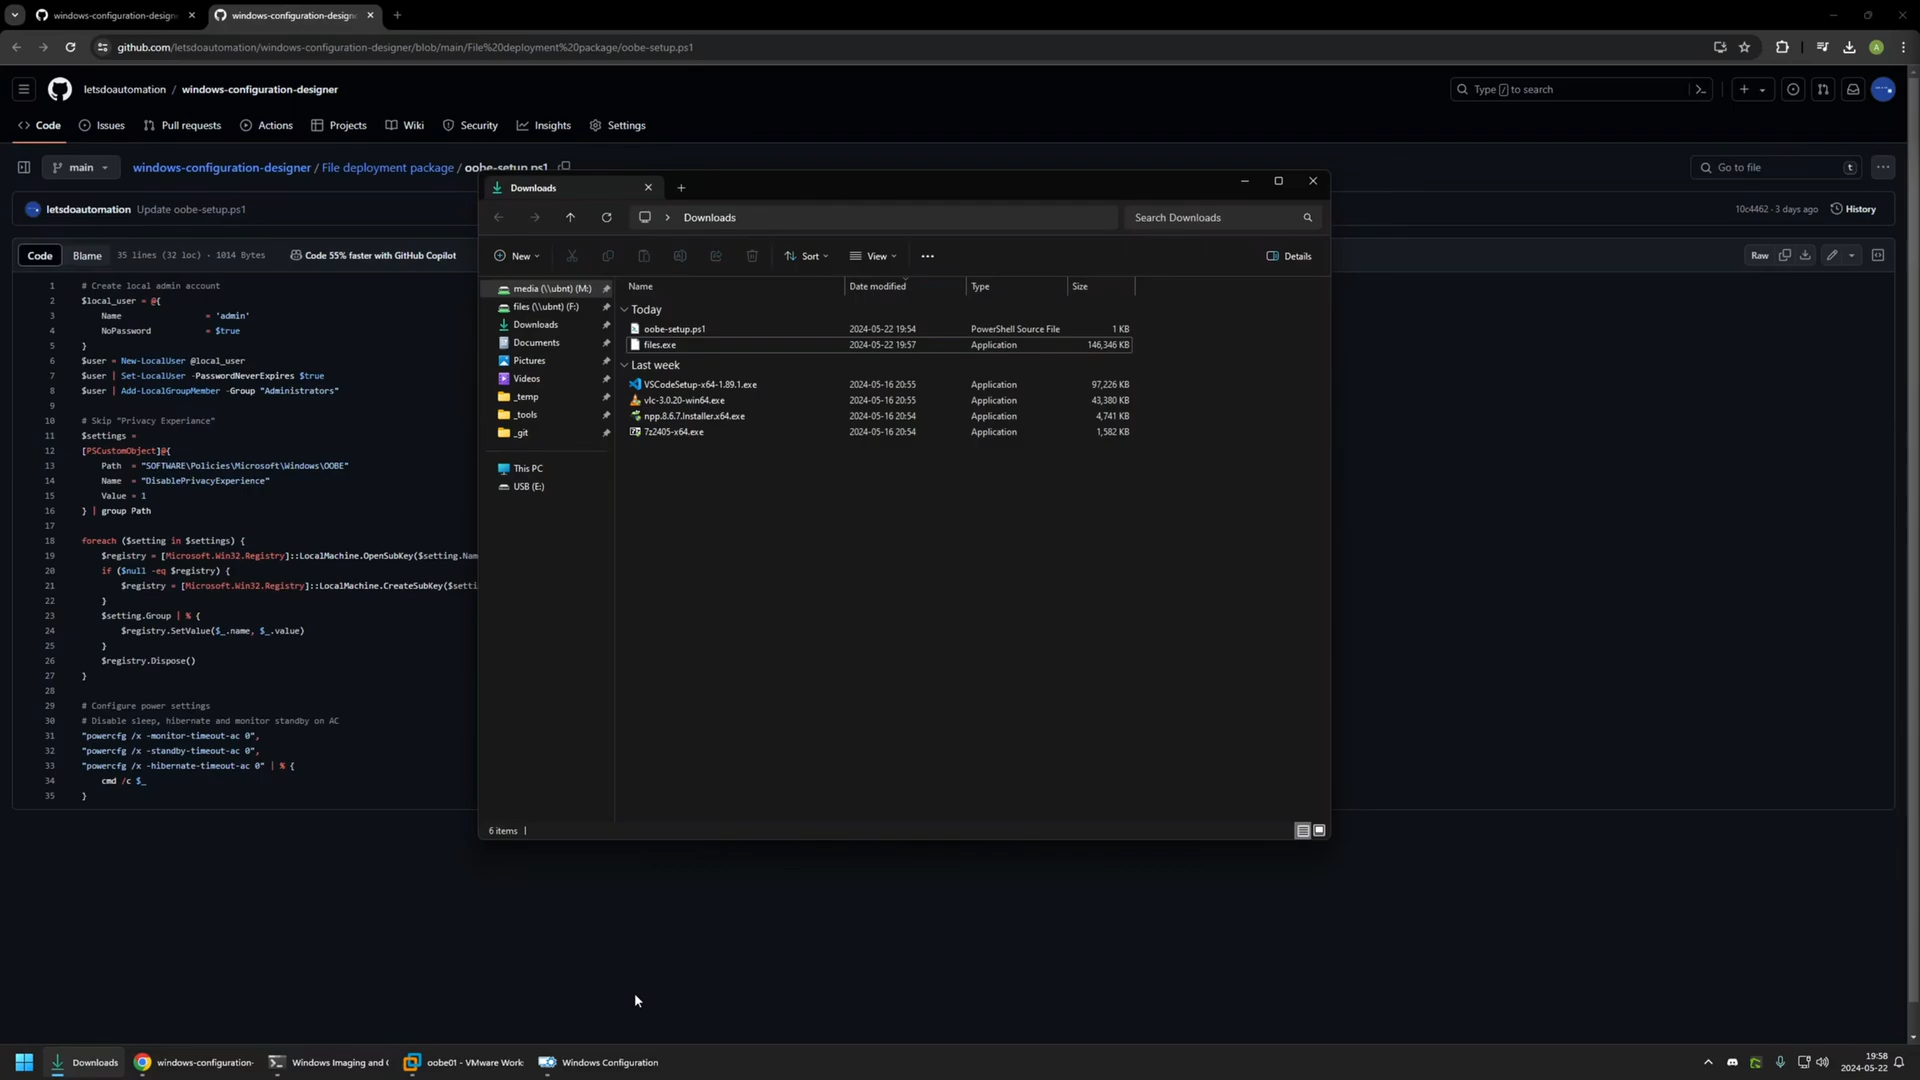 windows-configuration-design
windows-configuration-design
github.com/letsdoautomation/windows-configuration-designer/blob/main/File%20deployment%20package/oobe-setup.ps1
letsdoautomation / windows-configuration-designer
Type / to search
Code
Issues
Pull requests
Actions
Projects
Wiki
Security
Insights
Settings
main
windows-configuration-designer / File deployment package / oobe-setup.ps1
Go to file
t
letsdoautomation Update oobe-setup.ps1
10c4462 · 3 days ago
History
Code
Blame
35 lines (32 loc) · 1014 Bytes
Code 55% faster with GitHub Copilot
Raw
1 # Create local admin account
2 $local_user = @{
3 Name = 'admin'
4 NoPassword = $true
5 }
6 $user = New-LocalUser @local_user
7 $user | Set-LocalUser -PasswordNeverExpires $true
8 $user | Add-LocalGroupMember -Group "Administrators"
9
10 # Skip "Privacy Experience"
11 $settings =
12 [PSCustomObject]@{
13 Path = "SOFTWARE\Policies\Microsoft\Windows\OOBE"
14 Name = "DisablePrivacyExperience"
15 Value = 1
16 } | group Path
17
18 foreach ($setting in $settings) {
19 $registry = [Microsoft.Win32.Registry]::LocalMachine.OpenSubKey($setting.Nam
20 if ($null -eq $registry) {
21 $registry = [Microsoft.Win32.Registry]::LocalMachine.CreateSubKey($setti
22 }
23 $setting.Group | % {
24 $registry.SetValue($_.name, $_.value)
25 }
26 $registry.Dispose()
27 }
28
29 # Configure power settings
30 # Disable sleep, hibernate and monitor standby on AC
31 "powercfg /x -monitor-timeout-ac 0",
32 "powercfg /x -standby-timeout-ac 0",
33 "powercfg /x -hibernate-timeout-ac 0" | % {
34 cmd /c $_
35 }
Downloads
Downloads
Search Downloads
New
Sort
View
Details
media (\\ubnt) (M:)
files (\\ubnt) (F:)
Downloads
Documents
Pictures
Videos
_temp
_tools
_git
This PC
USB (E:)
Name Date modified Type Size
Today
oobe-setup.ps1 2024-05-22 19:54 PowerShell Source File 1 KB
files.exe 2024-05-22 19:57 Application 146,346 KB
Last week
VSCodeSetup-x64-1.89.1.exe 2024-05-16 20:55 Application 97,226 KB
vlc-3.0.20-win64.exe 2024-05-16 20:55 Application 43,380 KB
npp.8.6.7.Installer.x64.exe 2024-05-16 20:54 Application 4,741 KB
7z2405-x64.exe 2024-05-16 20:54 Application 1,582 KB
6 items
Downloads
windows-configuration-
Windows Imaging and C
oobe01 - VMware Work
Windows Configuration
19:58
2024-05-22